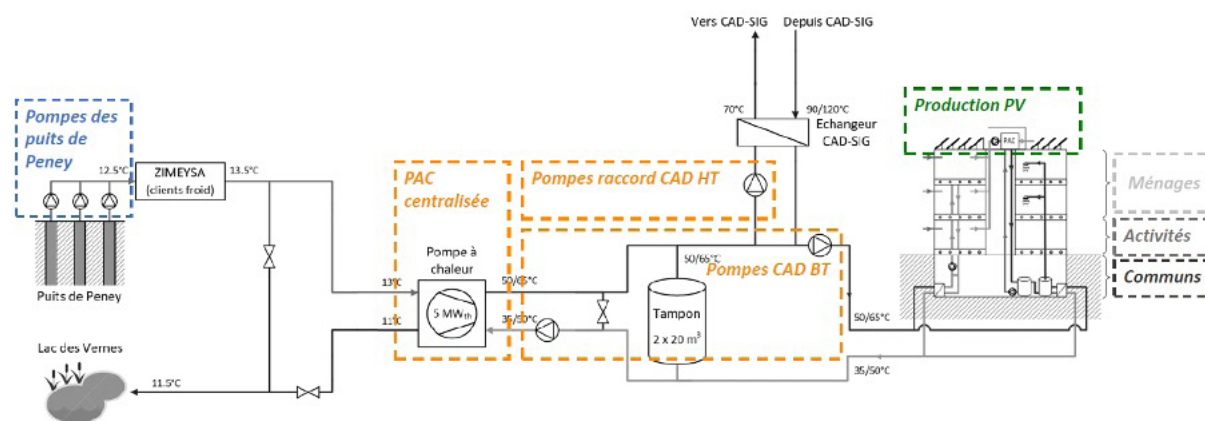 Vers CAD-SIG
Depuis CAD-SIG
Pompes des
puits de
Peney
12.5°C
ZIMEYSA
(clients froid)
13.5°C
Puits de Peney
Lac des Vernes
11.5°C
PAC
centralisée
Pompe à
chaleur
5 MWth
13°C
11°C
50/65°C
35/50°C
Pompes raccord CAD HT
70°C
90/120°C
Echangeur
CAD-SIG
50/65°C
Pompes CAD BT
Tampon
2 x 20 m³
50/65°C
35/50°C
Production PV
PAC
Ménages
Activités
Communs